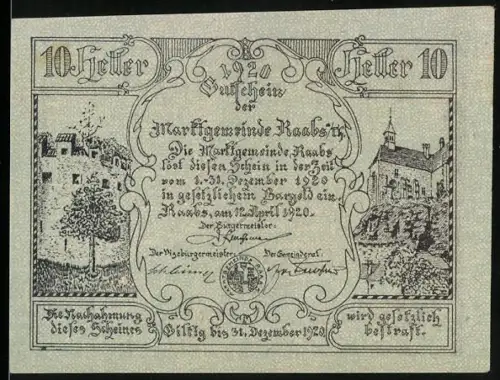 10 Heller
Heller 10
1920
Gutschein
der
Marktgemeinde Raabs
Die Marktgemeinde Raabs
löst diesen Schein in der Zeit
vom 1.-31. Dezember 1920
in gesetzlichem Bargeld ein.
Raabs, am 12. April 1920.
Der Bürgermeister
Der Vizebürgermeister Der Gemeinderat
Die Nachahmung
dieses Scheines
Giltig bis 31. Dezember 1920
wird gesetzlich
bestraft.